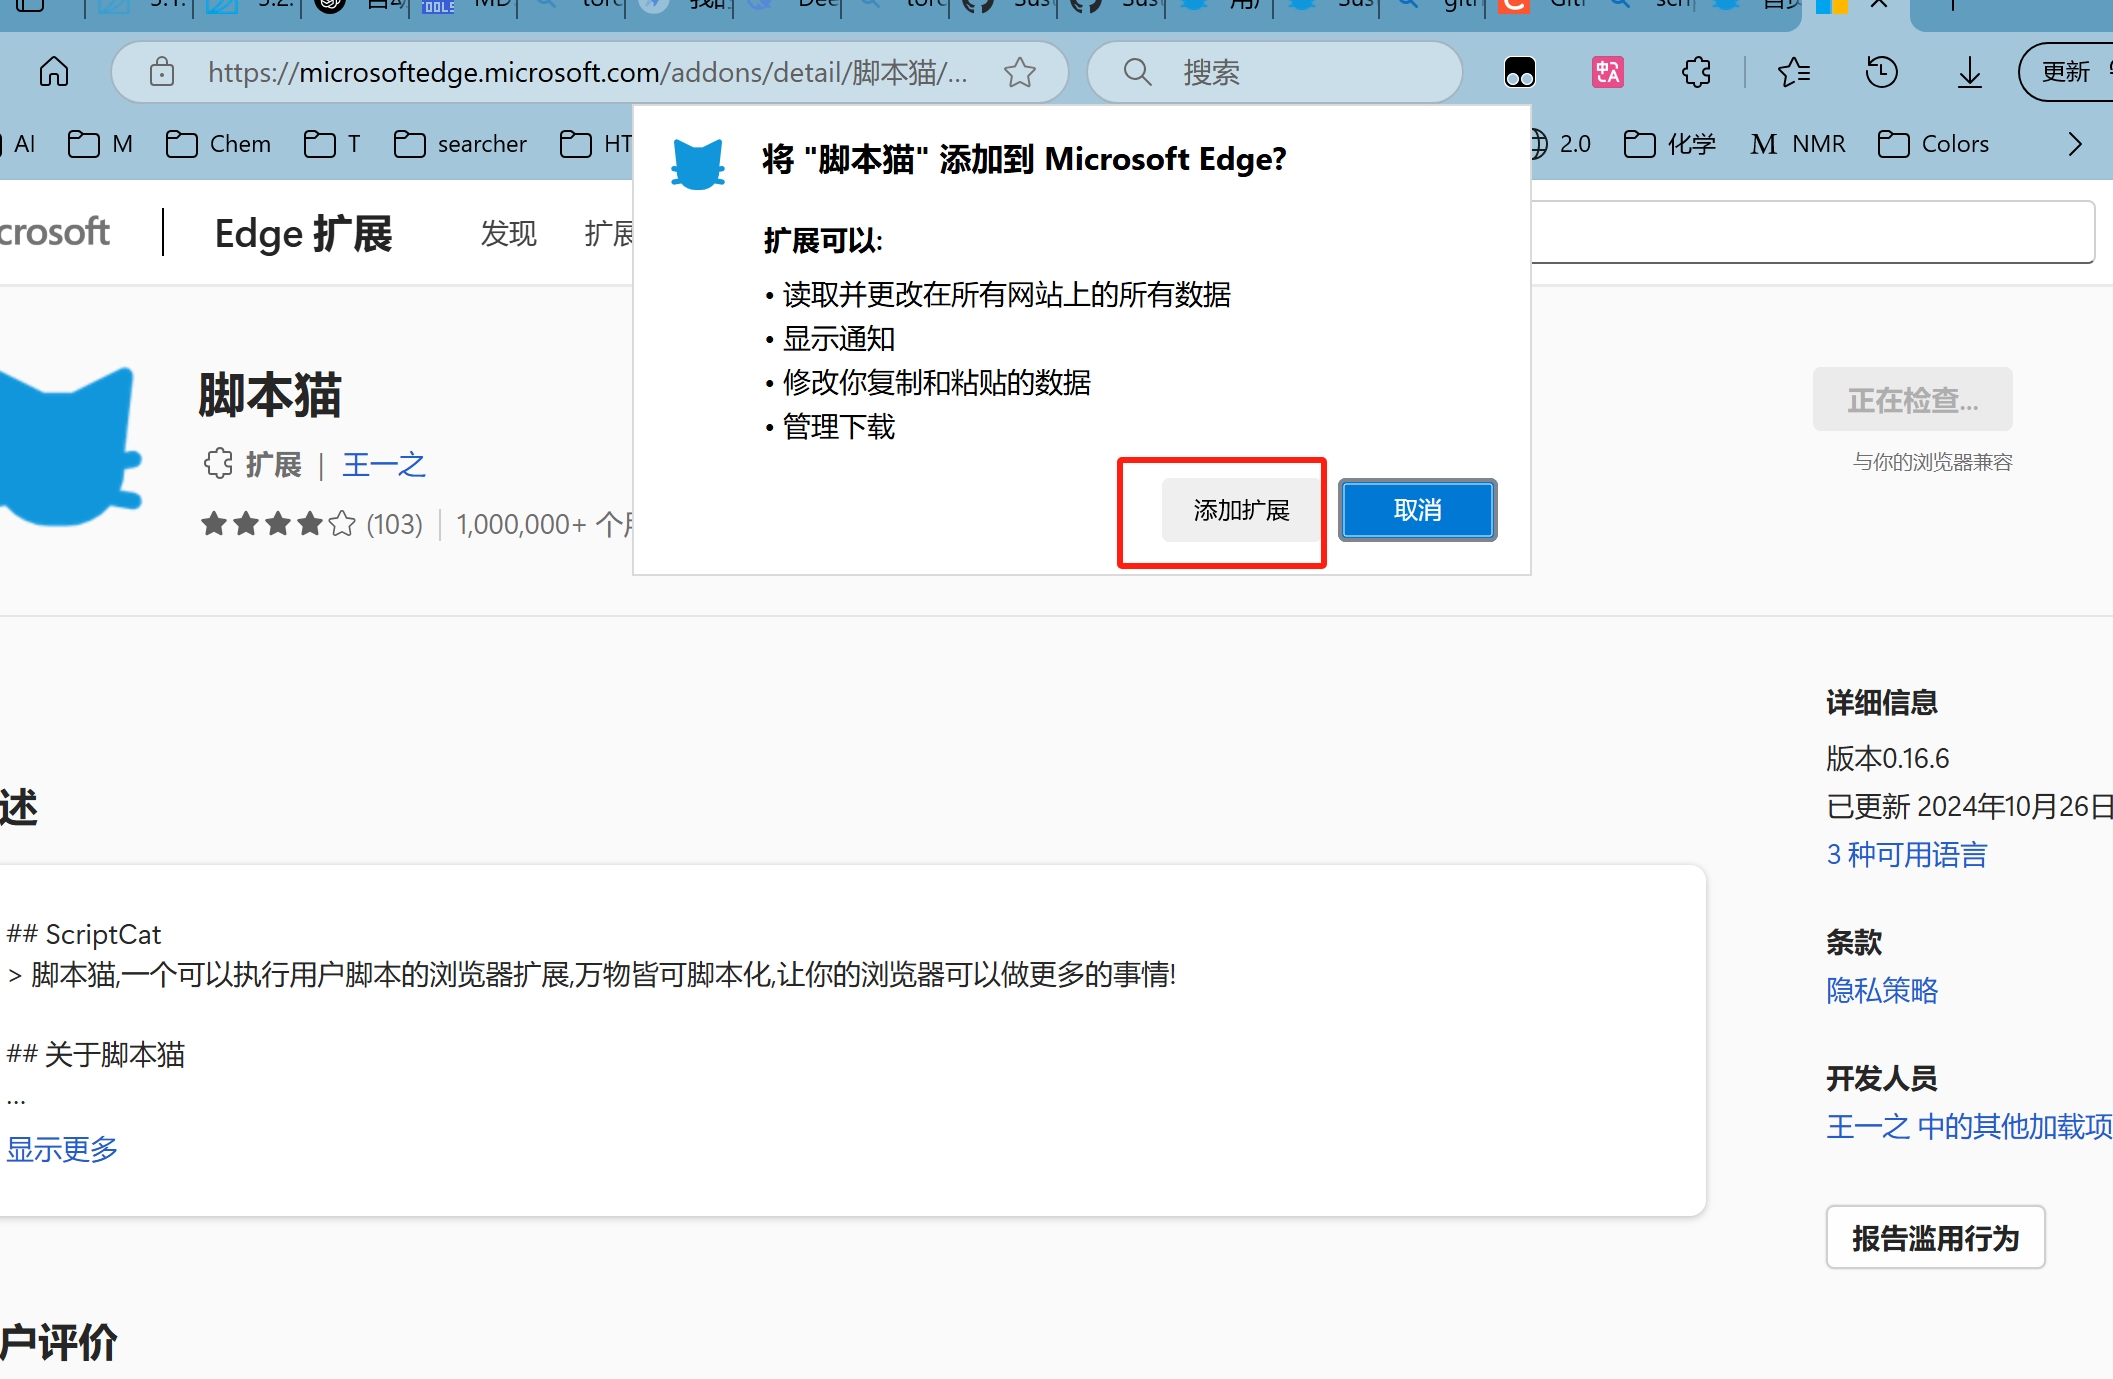 https://microsoftedge.microsoft.com/addons/detail/脚本猫/...
搜索
更新
AI
M
Chem
T
searcher
HT
2.0
化学
M NMR
Colors
crosoft
Edge 扩展
发现
扩展
将 "脚本猫" 添加到 Microsoft Edge?
扩展可以:
• 读取并更改在所有网站上的所有数据
• 显示通知
• 修改你复制和粘贴的数据
• 管理下载
添加扩展
取消
脚本猫
扩展 | 王一之
(103)
1,000,000+ 个
正在检查...
与你的浏览器兼容
述
## ScriptCat
> 脚本猫,一个可以执行用户脚本的浏览器扩展,万物皆可脚本化,让你的浏览器可以做更多的事情!
## 关于脚本猫
...
显示更多
户评价
详细信息
版本0.16.6
已更新 2024年10月26日
3 种可用语言
条款
隐私策略
开发人员
王一之 中的其他加载项
报告滥用行为